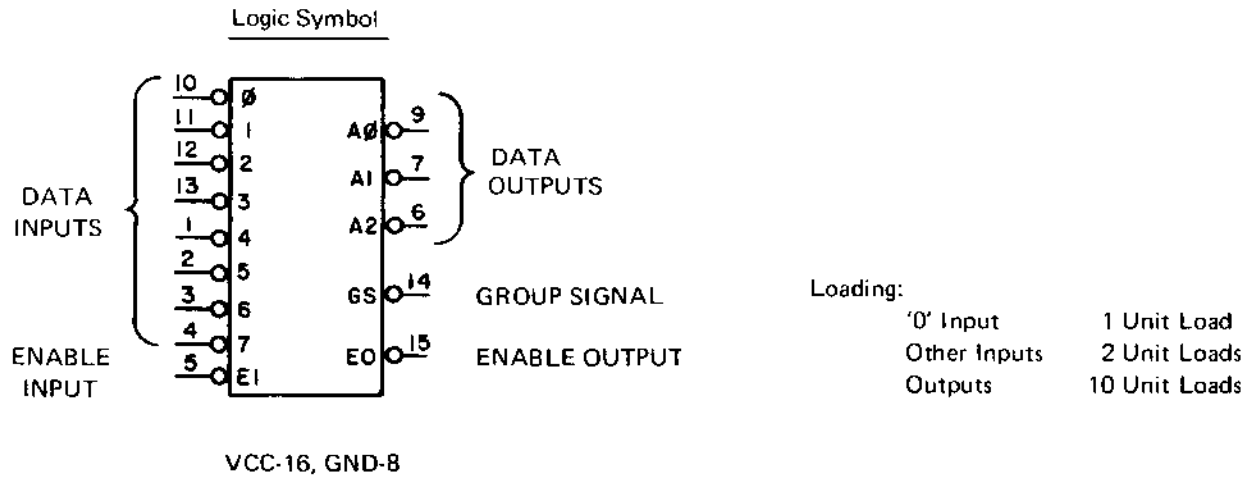 Logic Symbol
10 Ø
11 1
12 2
13 3
1 4
2 5
3 6
4 7
5 EI
AØ 9
A1 7
A2 6
GS 14
EO 15
DATA
INPUTS
ENABLE
INPUT
DATA
OUTPUTS
GROUP SIGNAL
ENABLE OUTPUT
VCC-16, GND-8
Loading:
'0' Input 1 Unit Load
Other Inputs 2 Unit Loads
Outputs 10 Unit Loads